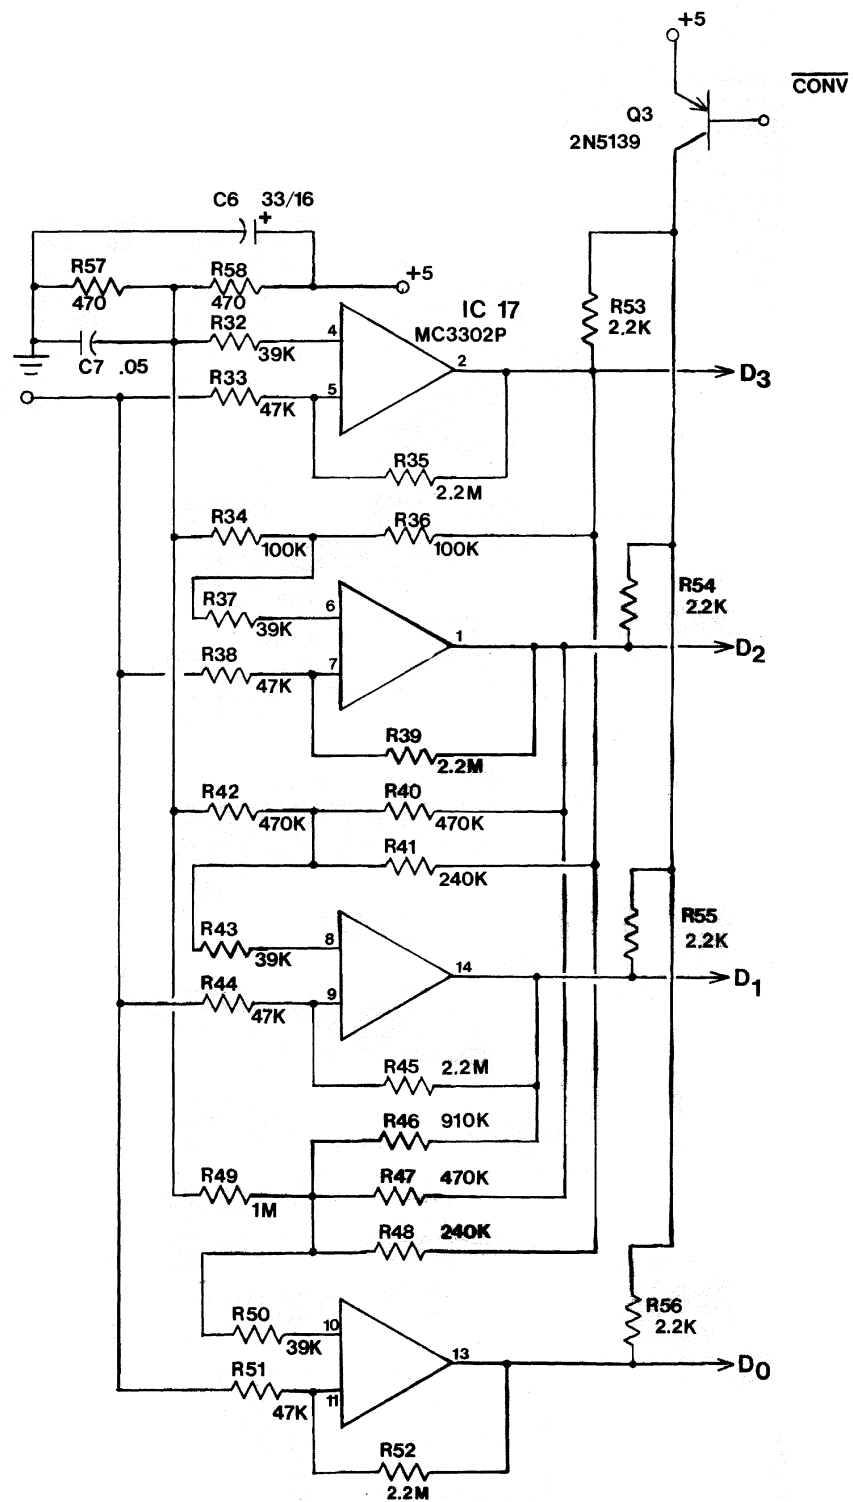 +5
CONV
Q3
2N5139
C6 33/16
+
R57
470
R58
470
+5
IC 17
MC3302P
R32
39K
4
2
R53
2.2K
C7 .05
R33
47K
5
D3
R35
2.2M
R34
100K
R36
100K
R37
39K
6
1
R54
2.2K
D2
R38
47K
7
R39
2.2M
R42
470K
R40
470K
R41
240K
R43
39K
8
14
R55
2.2K
D1
R44
47K
9
R45 2.2M
R46 910K
R49
1M
R47 470K
R48 240K
R50
39K
10
13
R56
2.2K
D0
R51
47K
11
R52
2.2M